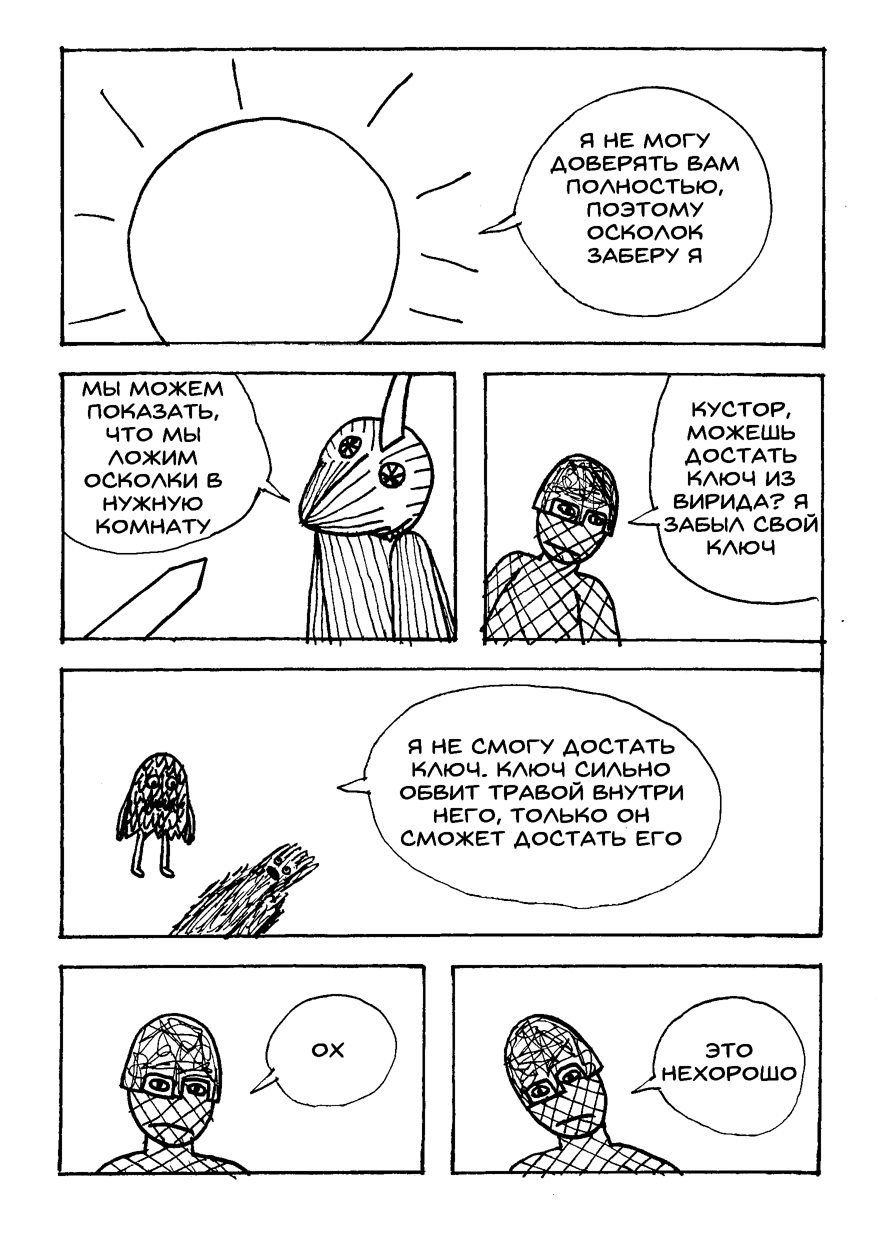 Я НЕ МОГУ
ДОВЕРЯТЬ ВАМ
ПОЛНОСТЬЮ,
ПОЭТОМУ
ОСКОЛОК
ЗАБЕРУ Я
МЫ МОЖЕМ
ПОКАЗАТЬ,
ЧТО МЫ
ЛОЖИМ
ОСКОЛКИ В
НУЖНУЮ
КОМНАТУ
КУСТОР,
МОЖЕШЬ
ДОСТАТЬ
КЛЮЧ ИЗ
ВИРИДА? Я
ЗАБЫЛ СВОЙ
КЛЮЧ
Я НЕ СМОГУ ДОСТАТЬ
КЛЮЧ. КЛЮЧ СИЛЬНО
ОБВИТ ТРАВОЙ ВНУТРИ
НЕГО, ТОЛЬКО ОН
СМОЖЕТ ДОСТАТЬ ЕГО
ОХ
ЭТО
НЕХОРОШО